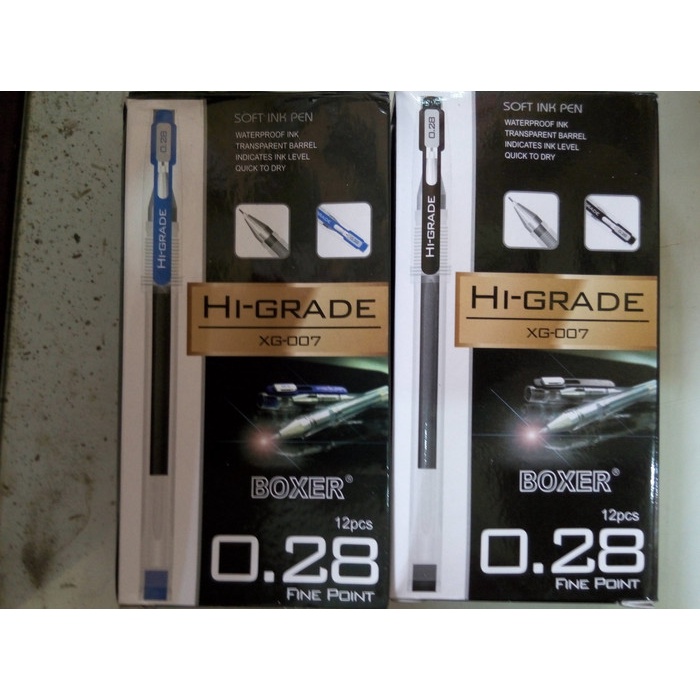 SOFT INK PEN
WATERPROOF INK
TRANSPARENT BARREL
INDICATES INK LEVEL
QUICK TO DRY
0.28
HI-GRADE
HI-GRADE
XG-007
BOXER®
12pcs
0.28
FINE POINT
SOFT INK PEN
WATERPROOF INK
TRANSPARENT BARREL
INDICATES INK LEVEL
QUICK TO DRY
0.28
HI-GRADE
HI-GRADE
XG-007
BOXER®
12pcs
0.28
FINE POINT